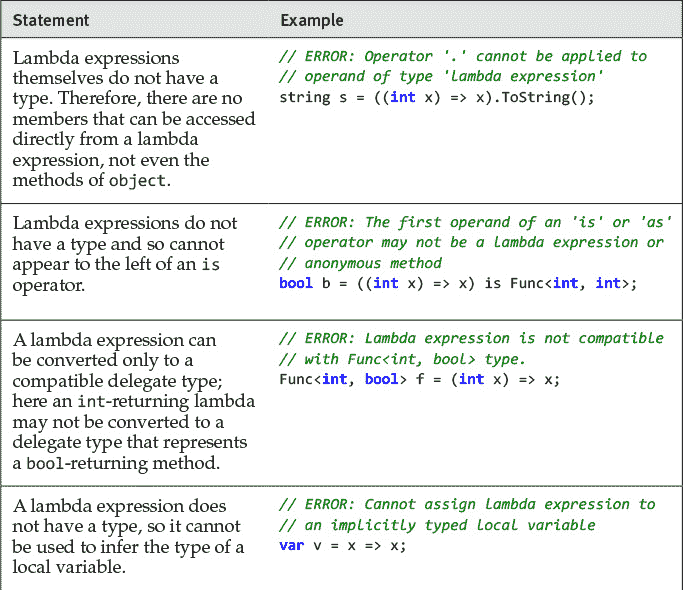 Statement
Example
Lambda expressions
themselves do not have a
type. Therefore, there are no
members that can be accessed
directly from a lambda
expression, not even the
methods of object.
// ERROR: Operator '.' cannot be applied to
// operand of type 'lambda expression'
string s = ((int x) => x).ToString();
Lambda expressions do not
have a type and so cannot
appear to the left of an is
operator.
// ERROR: The first operand of an 'is' or 'as'
// operator may not be a lambda expression or
// anonymous method
bool b = ((int x) => x) is Func<int, int>;
A lambda expression can
be converted only to a
compatible delegate type;
here an int-returning lambda
may not be converted to a
delegate type that represents
a bool-returning method.
// ERROR: Lambda expression is not compatible
// with Func<int, bool> type.
Func<int, bool> f = (int x) => x;
A lambda expression does
not have a type, so it cannot
be used to infer the type of a
local variable.
// ERROR: Cannot assign lambda expression to
// an implicitly typed local variable
var v = x => x;